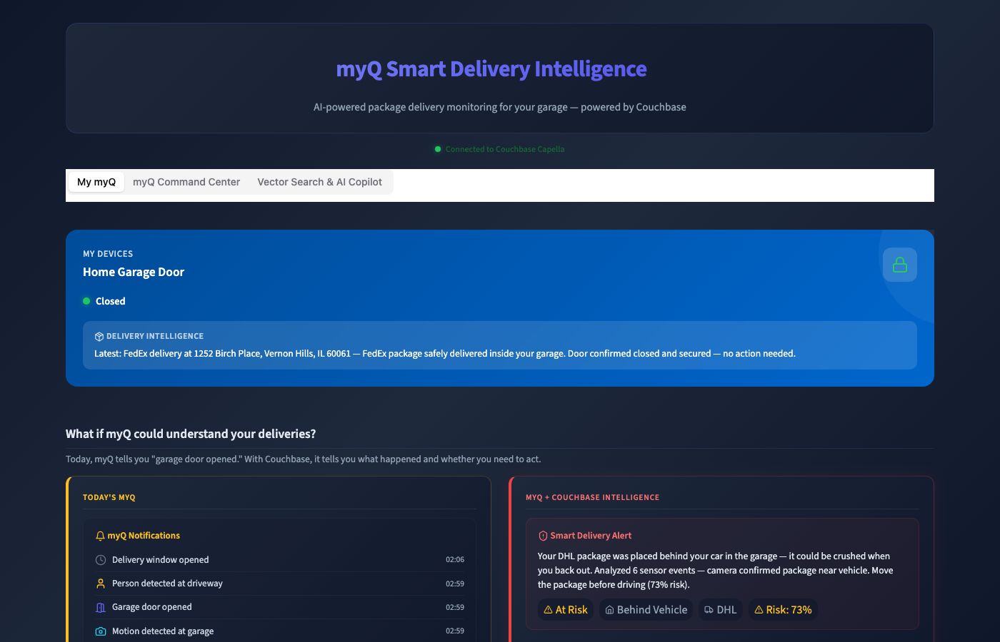 myQ Smart Delivery Intelligence
AI-powered package delivery monitoring for your garage — powered by Couchbase
Connected to Couchbase Capella
My myQ
myQ Command Center
Vector Search & AI Copilot
MY DEVICES
Home Garage Door
Closed
DELIVERY INTELLIGENCE
Latest: FedEx delivery at 1252 Birch Place, Vernon Hills, IL 60061 — FedEx package safely delivered inside your garage. Door confirmed closed and secured — no action needed.
What if myQ could understand your deliveries?
Today, myQ tells you "garage door opened." With Couchbase, it tells you what happened and whether you need to act.
TODAY'S MYQ
myQ Notifications
Delivery window opened 02:06
Person detected at driveway 02:59
Garage door opened 02:59
Motion detected at garage 02:59
MYQ + COUCHBASE INTELLIGENCE
Smart Delivery Alert
Your DHL package was placed behind your car in the garage — it could be crushed when
you back out. Analyzed 6 sensor events — camera confirmed package near vehicle. Move
the package before driving (73% risk).
At Risk
Behind Vehicle
DHL
Risk: 73%